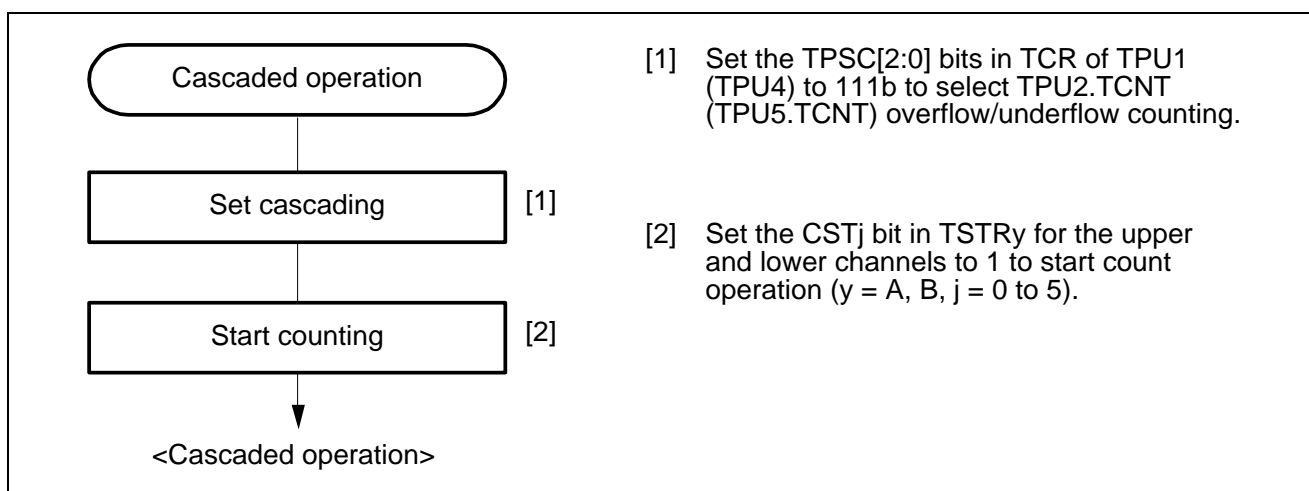 Cascaded operation
Set cascading
[1]
Start counting
[2]
<Cascaded operation>
[1] Set the TPSC[2:0] bits in TCR of TPU1
(TPU4) to 111b to select TPU2.TCNT
(TPU5.TCNT) overflow/underflow counting.
[2] Set the CSTj bit in TSTRy for the upper
and lower channels to 1 to start count
operation (y = A, B, j = 0 to 5).